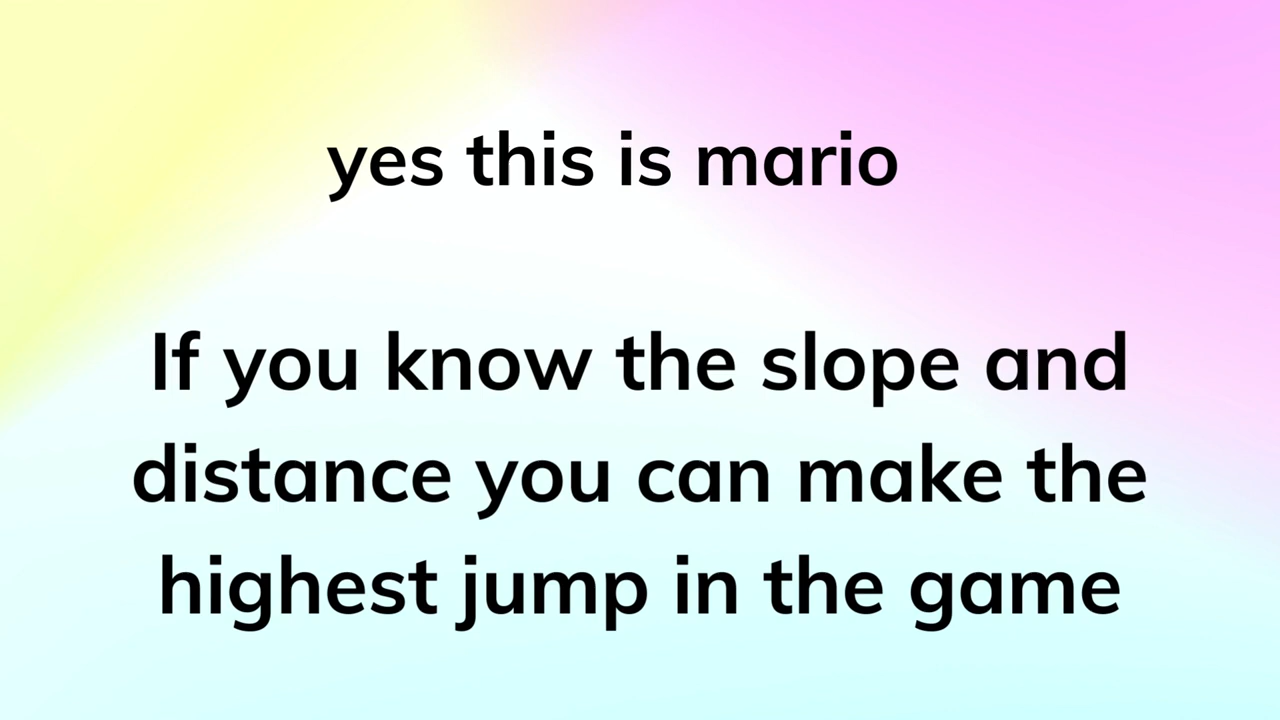 yes this is mario
If you know the slope and
distance you can make the
highest jump in the game